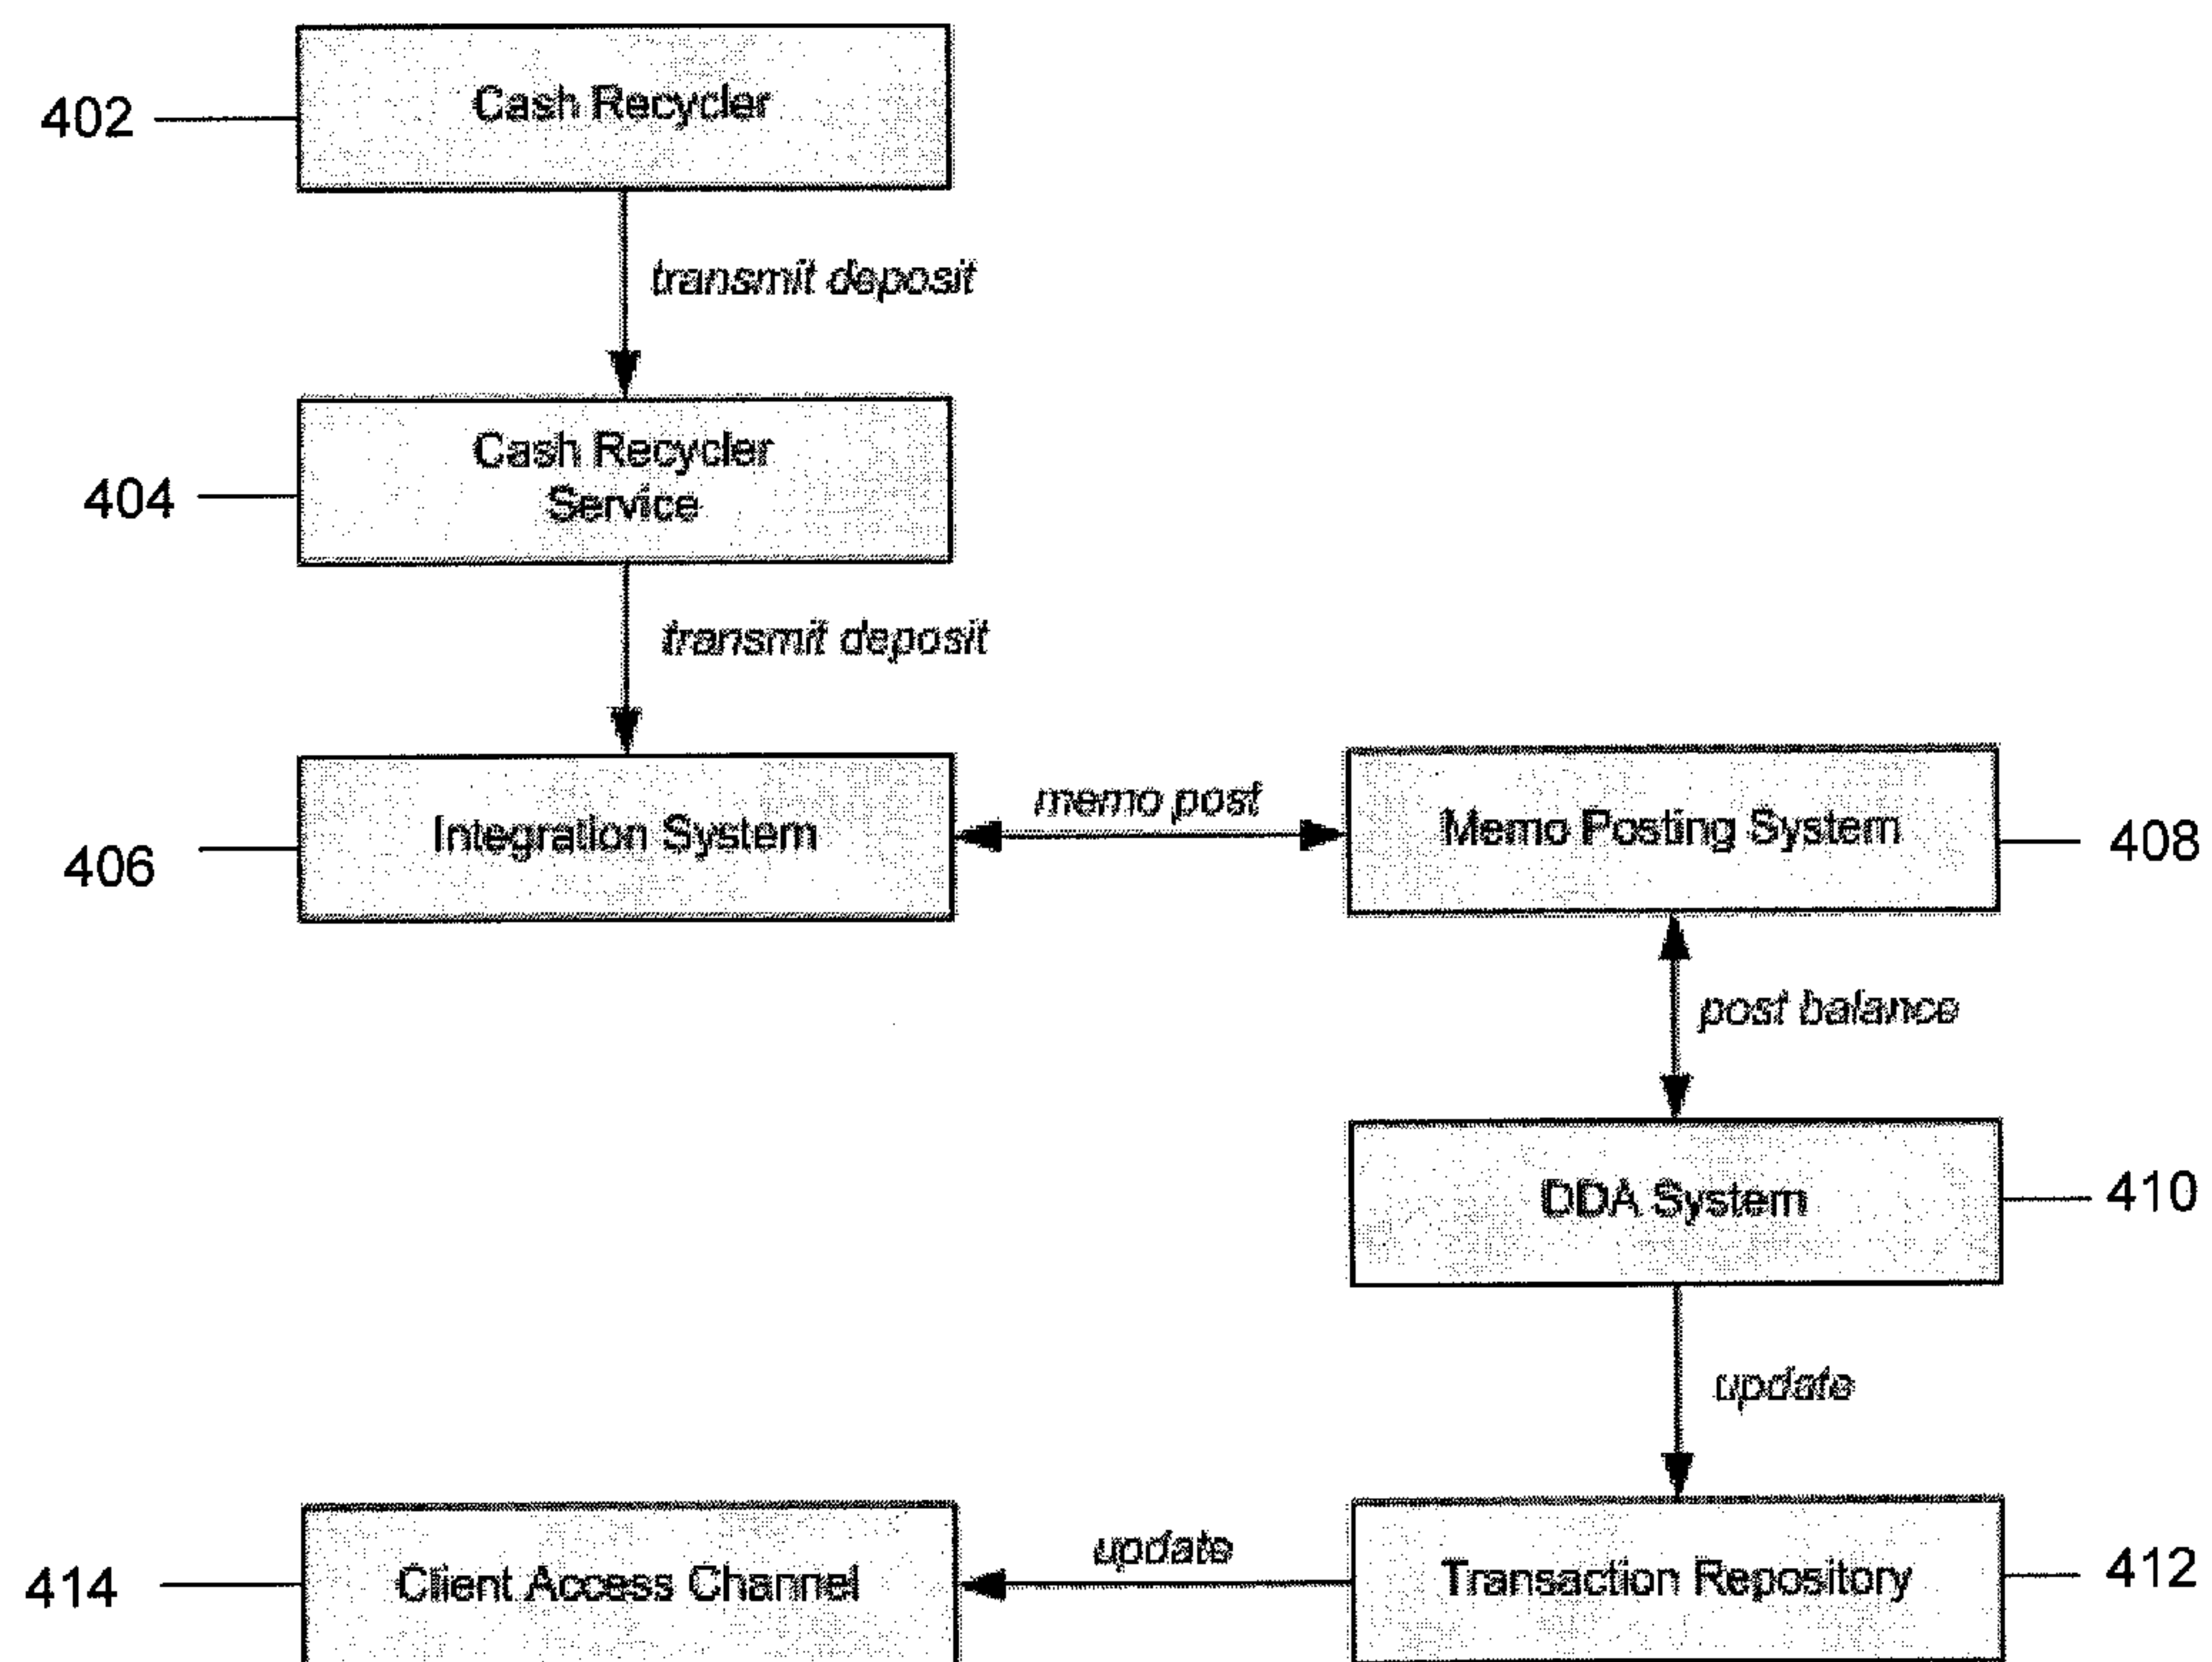 402
Cash Recycler
transmit deposit
404
Cash Recycler
Service
transmit deposit
406
Integration System
memo post
Memo Posting System
408
post balance
DDA System
410
update
414
Client Access Channel
update
Transaction Repository
412